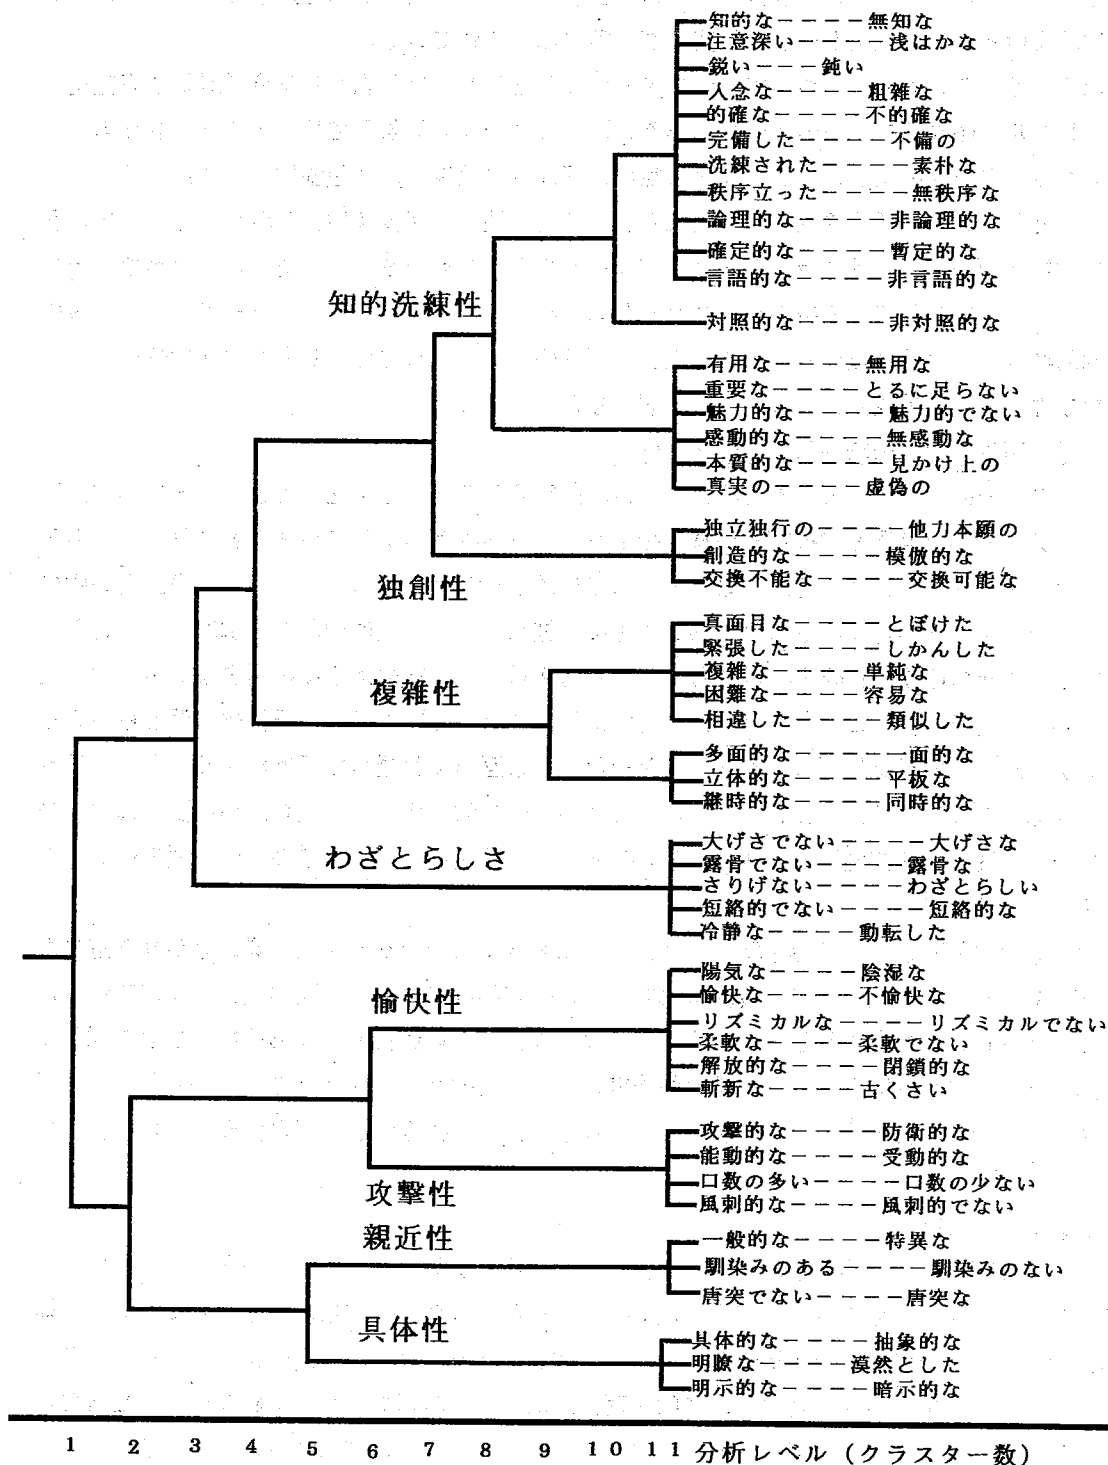 知的な－－－－無知な
注意深い－－－－浅はかな
鋭い－－－鈍い
入念な－－－－粗雑な
的確な－－－－不的確な
完備した－－－－不備の
洗練された－－－－素朴な
秩序立った－－－－無秩序な
論理的な－－－－非論理的な
確定的な－－－－暫定的な
言語的な－－－－非言語的な
知的洗練性
対照的な－－－－非対照的な
有用な－－－－無用な
重要な－－－－とるに足らない
魅力的な－－－－魅力的でない
感動的な－－－－無感動な
本質的な－－－－見かけ上の
真実の－－－－虚偽の
独立独行の－－－－他力本願の
創造的な－－－－模倣的な
交換不能な－－－－交換可能な
独創性
真面目な－－－－とぼけた
緊張した－－－－しかんした
複雑な－－－－単純な
複雑性
困難な－－－－容易な
相違した－－－－類似した
多面的な－－－－一面的な
立体的な－－－－平板な
継時的な－－－－同時的な
大げさでない－－－－大げさな
わざとらしさ
露骨でない－－－－露骨な
さりげない－－－－わざとらしい
短絡的でない－－－－短絡的な
冷静な－－－－動転した
陽気な－－－－陰湿な
愉快性
愉快な－－－－不愉快な
リズミカルな－－－－リズミカルでない
柔軟な－－－－柔軟でない
解放的な－－－－閉鎖的な
斬新な－－－－古くさい
攻撃的な－－－－防衛的な
能動的な－－－－受動的な
口数の多い－－－－口数の少ない
攻撃性
風刺的な－－－－風刺的でない
親近性
一般的な－－－－特異な
馴染みのある－－－－馴染みのない
唐突でない－－－－唐突な
具体性
具体的な－－－－抽象的な
明瞭な－－－－漠然とした
明示的な－－－－暗示的な
1 2 3 4 5 6 7 8 9 10 11 分析レベル（クラスター数）